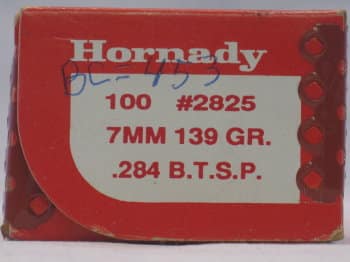 Hornady
BC=453
100 #2825
7MM 139 GR.
.284 B.T.S.P.